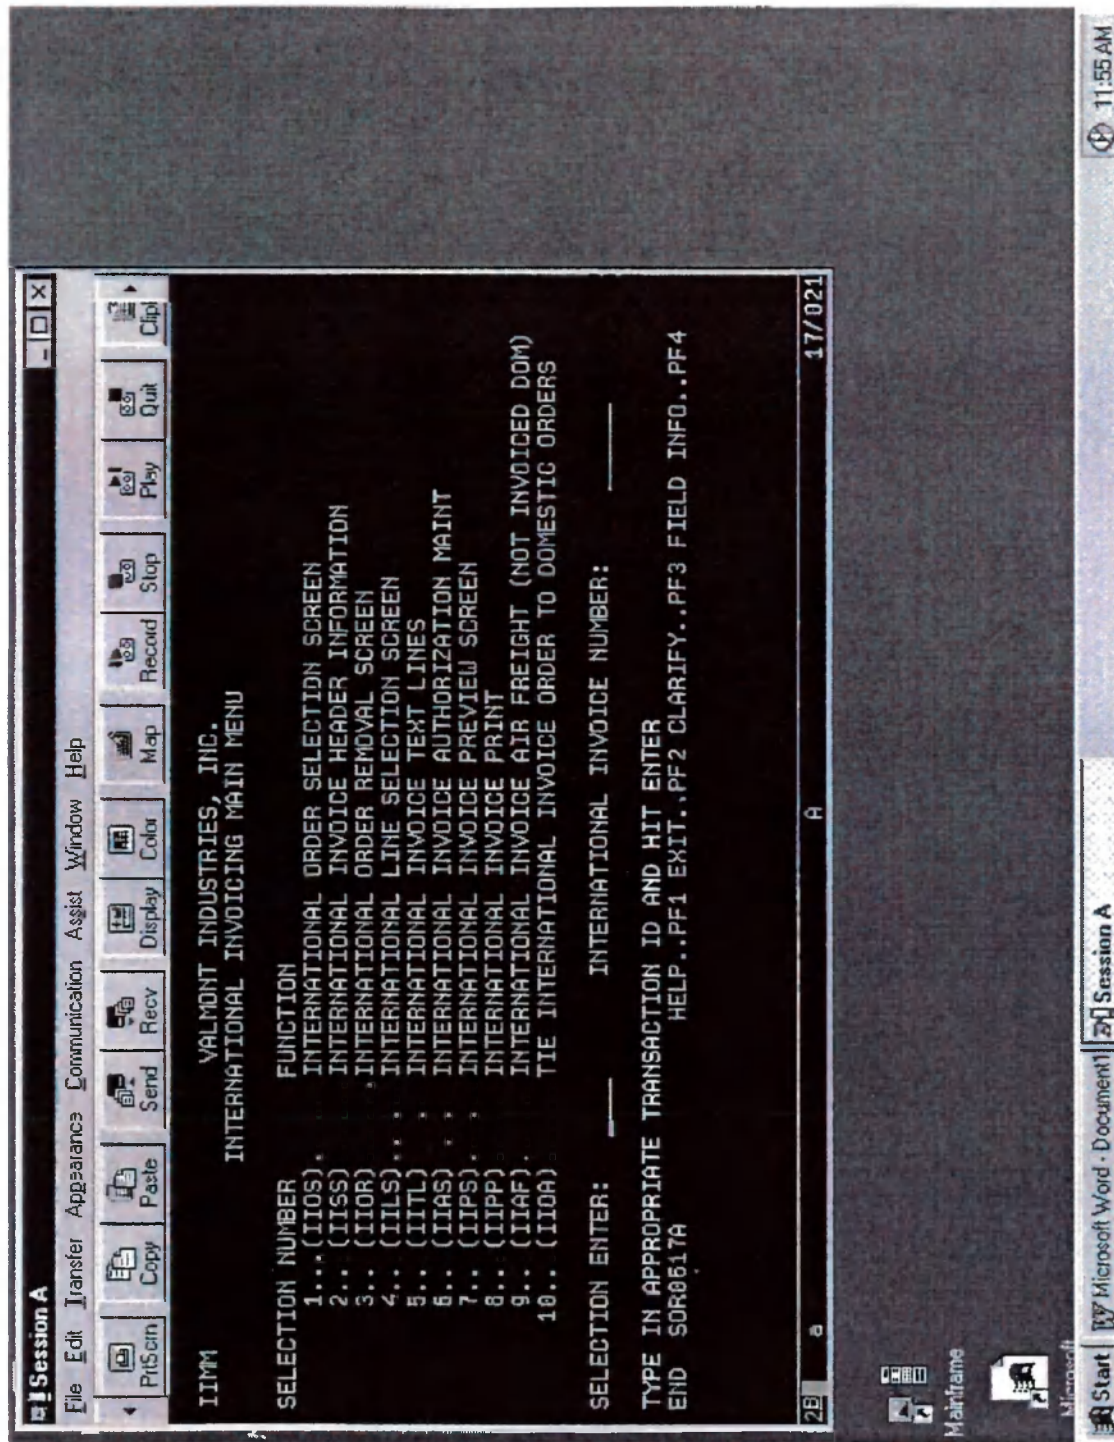 Session A
File Edit Transfer Appearance Communication Assist Window Help
PrtScrn Copy Paste Send Recv Display Color Map Record Stop Play Quit Clip
IIMM VALMONT INDUSTRIES, INC.
INTERNATIONAL INVOICING MAIN MENU
SELECTION NUMBER FUNCTION
1...(IIOS). INTERNATIONAL ORDER SELECTION SCREEN
2.. (IISS) INTERNATIONAL INVOICE HEADER INFORMATION
3.. (IIOR) INTERNATIONAL ORDER REMOVAL SCREEN
4.. (IILS).. INTERNATIONAL LINE SELECTION SCREEN
5.. (IITL) INTERNATIONAL INVOICE TEXT LINES
6.. (IIAS) INTERNATIONAL INVOICE AUTHORIZATION MAINT
7.. (IIPS). INTERNATIONAL INVOICE PREVIEW SCREEN
8.. (IIPP). INTERNATIONAL INVOICE PRINT
9.. (IIAF). INTERNATIONAL INVOICE AIR FREIGHT (NOT INVOICED DOM)
10.. (IIOA). TIE INTERNATIONAL INVOICE ORDER TO DOMESTIC ORDERS
SELECTION ENTER: INTERNATIONAL INVOICE NUMBER:
TYPE IN APPROPRIATE TRANSACTION ID AND HIT ENTER
END SOR0617A HELP..PF1 EXIT..PF2 CLARIFY..PF3 FIELD INFO..PF4
a A 17/021
Mainframe
Microsoft
Start Microsoft Word - Document1 Session A 11:55 AM